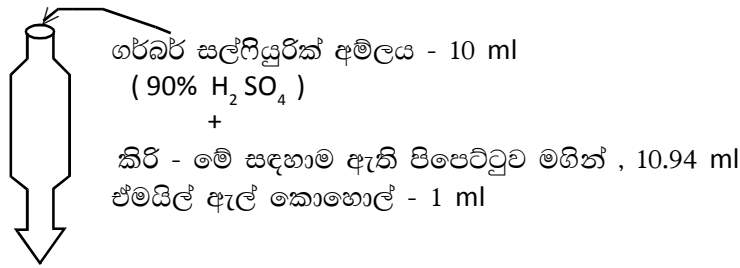 ගර්බර් සල්ෆියුරික් අම්ලය - 10 ml
( 90% H₂ SO₄ )
+
කිරි - මේ සඳහාම ඇති පිපෙට්ටුව මගින් , 10.94 ml
ඒමයිල් ඇල් කොහොල් - 1 ml